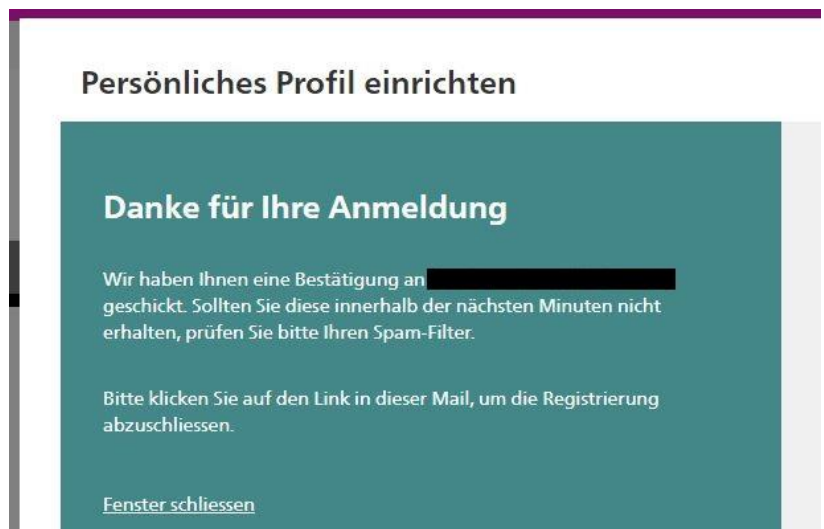 Persönliches Profil einrichten
Danke für Ihre Anmeldung
Wir haben Ihnen eine Bestätigung an
geschickt. Sollten Sie diese innerhalb der nächsten Minuten nicht
erhalten, prüfen Sie bitte Ihren Spam-Filter.
Bitte klicken Sie auf den Link in dieser Mail, um die Registrierung
abzuschliessen.
Fenster schliessen